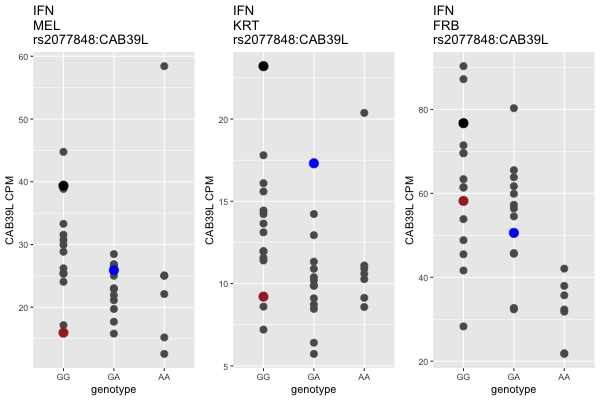 IFN
MEL
rs2077848:CAB39L
60
50
40
30
20
CAB39L CPM
GG
GA
AA
genotype
IFN
KRT
rs2077848:CAB39L
20
15
10
5
CAB39L CPM
GG
GA
AA
genotype
IFN
FRB
rs2077848:CAB39L
80
60
40
20
CAB39L CPM
GG
GA
AA
genotype